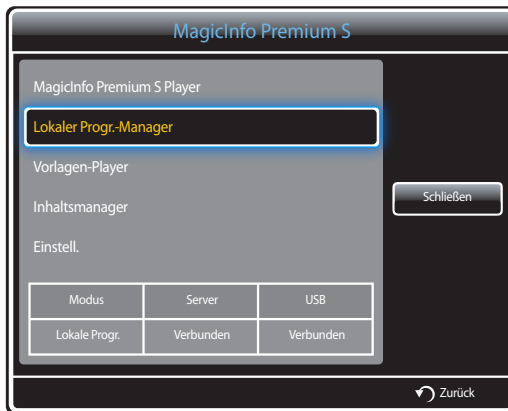 MagicInfo Premium S
MagicInfo Premium S Player
Lokaler Progr.-Manager
Vorlagen-Player
Inhaltsmanager
Einstell.
Schließen
Modus Server USB
Lokale Progr. Verbunden Verbunden
Zurück